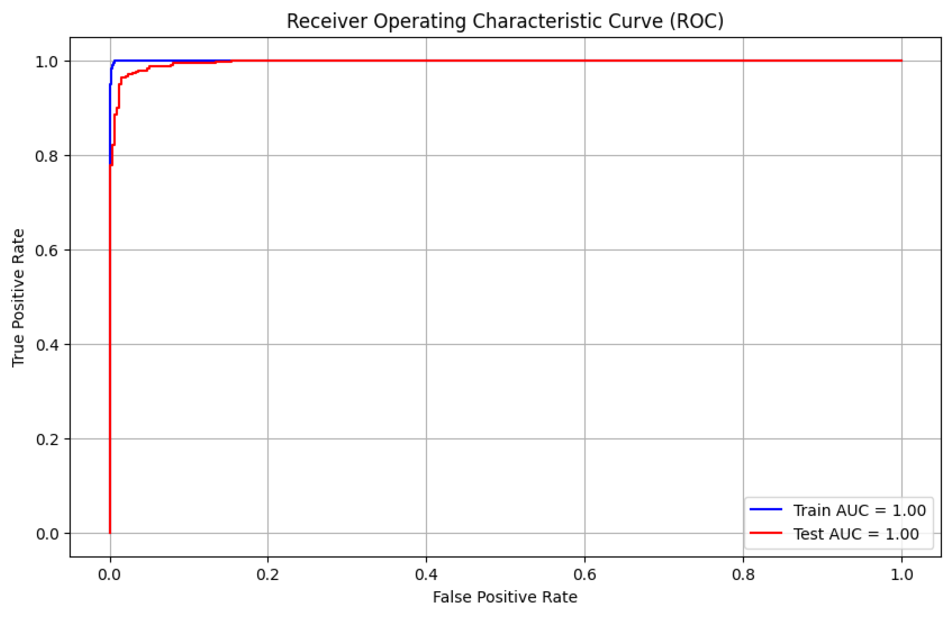 Receiver Operating Characteristic Curve (ROC)
True Positive Rate
1.0
0.8
0.6
0.4
0.2
0.0
Train AUC = 1.00
Test AUC = 1.00
0.0 0.2 0.4 0.6 0.8 1.0
False Positive Rate